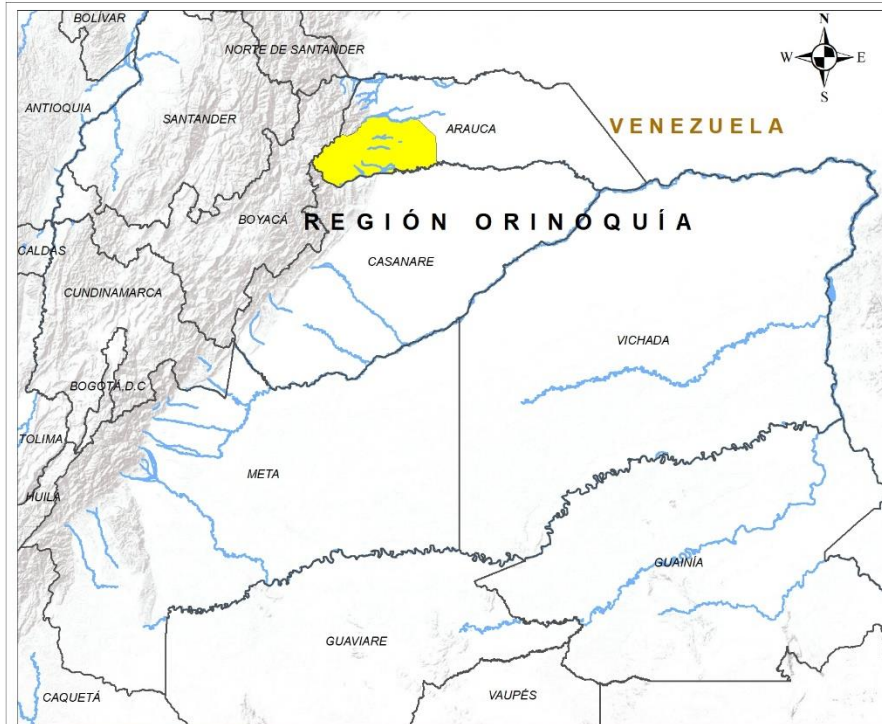 BOLÍVAR
N
NORTE DE SANTANDER
W
E
S
ANTIOQUIA
SANTANDER
ARAUCA
VENEZUELA
BOYACÁ
REGIÓN ORINOQUÍA
CALDAS
CASANARE
CUNDINAMARCA
VICHADA
BOGOTÁ.D.C
TOLIMA
META
HUILA
GUAINÍA
GUAVIARE
CAQUETÁ
VAUPÉS